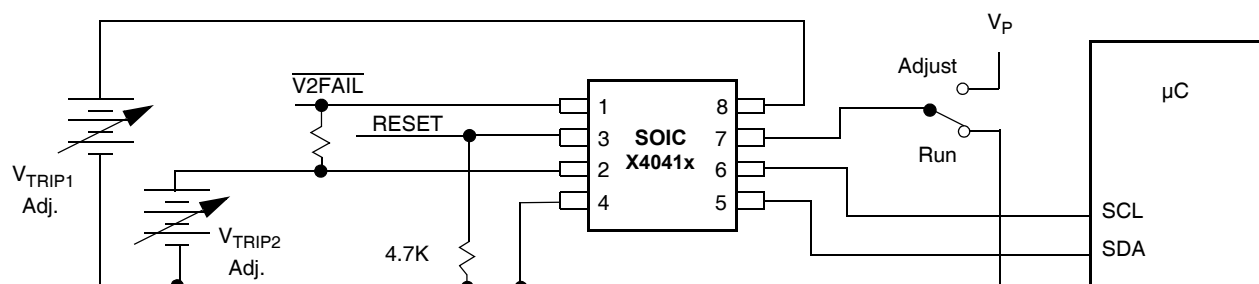 V_P
Adjust
µC
V2FAIL
1
8
RESET
3
SOIC
X4041x
7
Run
2
6
V_TRIP1
Adj.
4
5
SCL
V_TRIP2
Adj.
4.7K
SDA